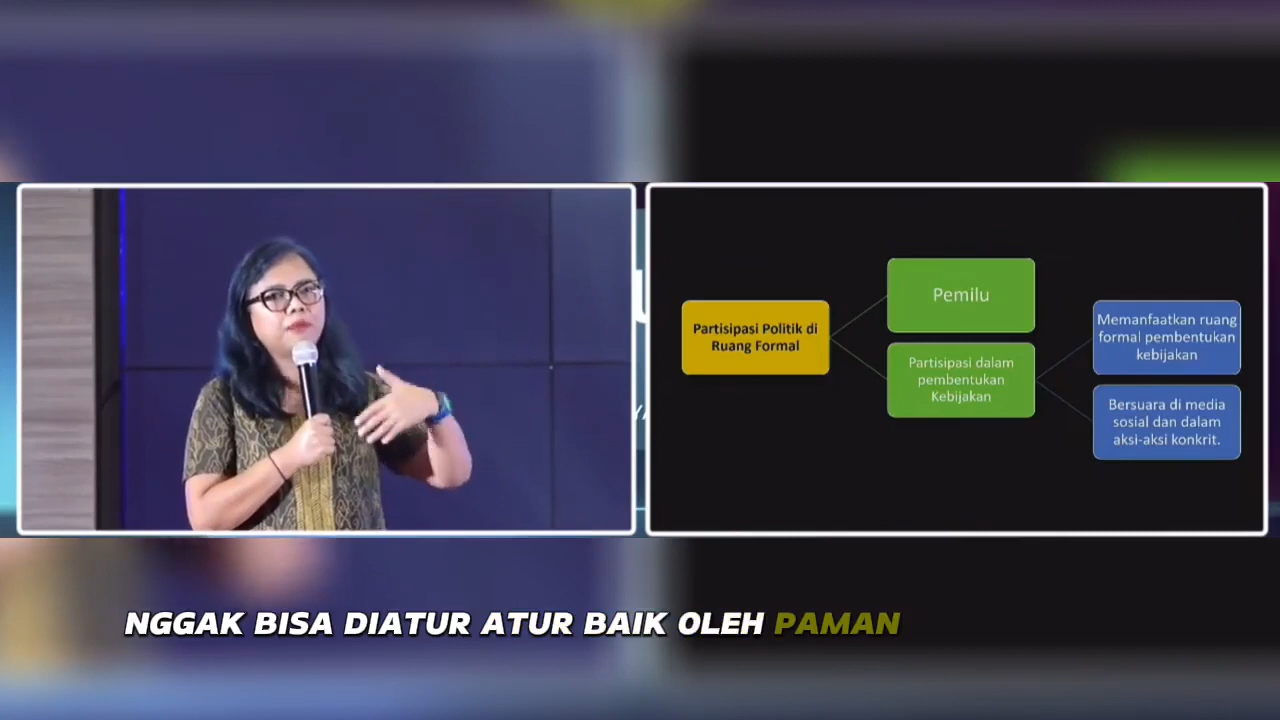 Partisipasi Politik di
Ruang Formal
Pemilu
Partisipasi dalam
pembentukan
Kebijakan
Memanfaatkan ruang
formal pembentukan
kebijakan
Bersuara di media
sosial dan dalam
aksi-aksi konkrit.
NGGAK BISA DIATUR ATUR BAIK OLEH PAMAN